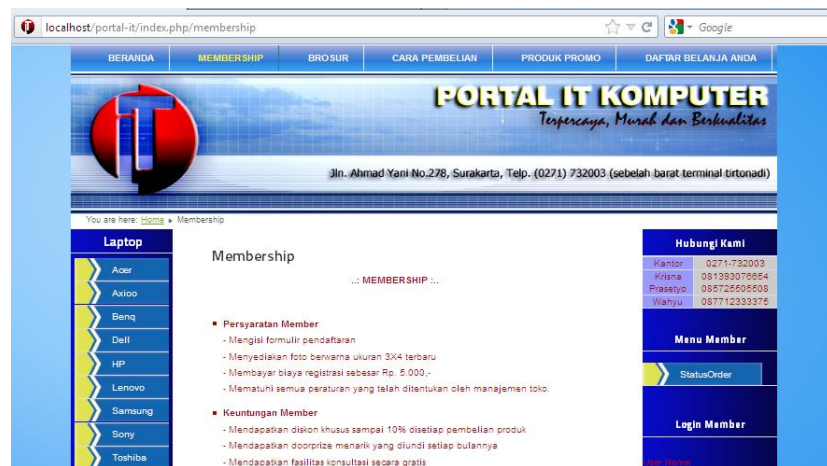 localhost/portal-it/index.php/membership
Google
BERANDA MEMBERSHIP BROSUR CARA PEMBELIAN PRODUK PROMO DAFTAR BELANJA ANDA
PORTAL IT KOMPUTER
Terpercaya, Murah dan Berkualitas
Jln. Ahmad Yani No.278, Surakarta, Telp. (0271) 732003 (sebelah barat terminal tirtonadi)
You are here: Home » Membership
Laptop
Acer
Axioo
Benq
Dell
HP
Lenovo
Samsung
Sony
Toshiba
Membership
..: MEMBERSHIP :..
Persyaratan Member
- Mengisi formulir pendaftaran
- Menyediakan foto berwarna ukuran 3X4 terbaru
- Membayar biaya registrasi sebesar Rp. 5.000,-
- Mematuhi semua peraturan yang telah ditentukan oleh manajemen toko.
Keuntungan Member
- Mendapatkan diskon khusus sampai 10% disetiap pembelian produk
- Mendapatkan doorprize menarik yang diundi setiap bulannya
- Mendapatkan fasilitas konsultasi secara gratis
Hubungi Kami
Kantor 0271-732003
Krisna 081393076654
Prasetyo 085725505508
Wahyu 087712333375
Menu Member
StatusOrder
Login Member
User Name